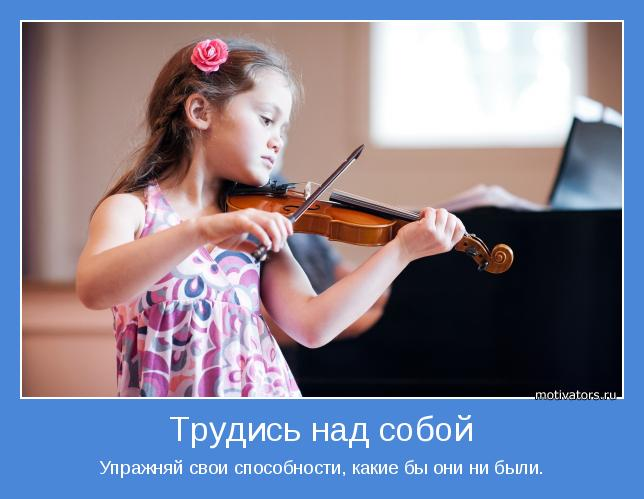 motivators.ru
Трудись над собой
Упражняй свои способности, какие бы они ни были.